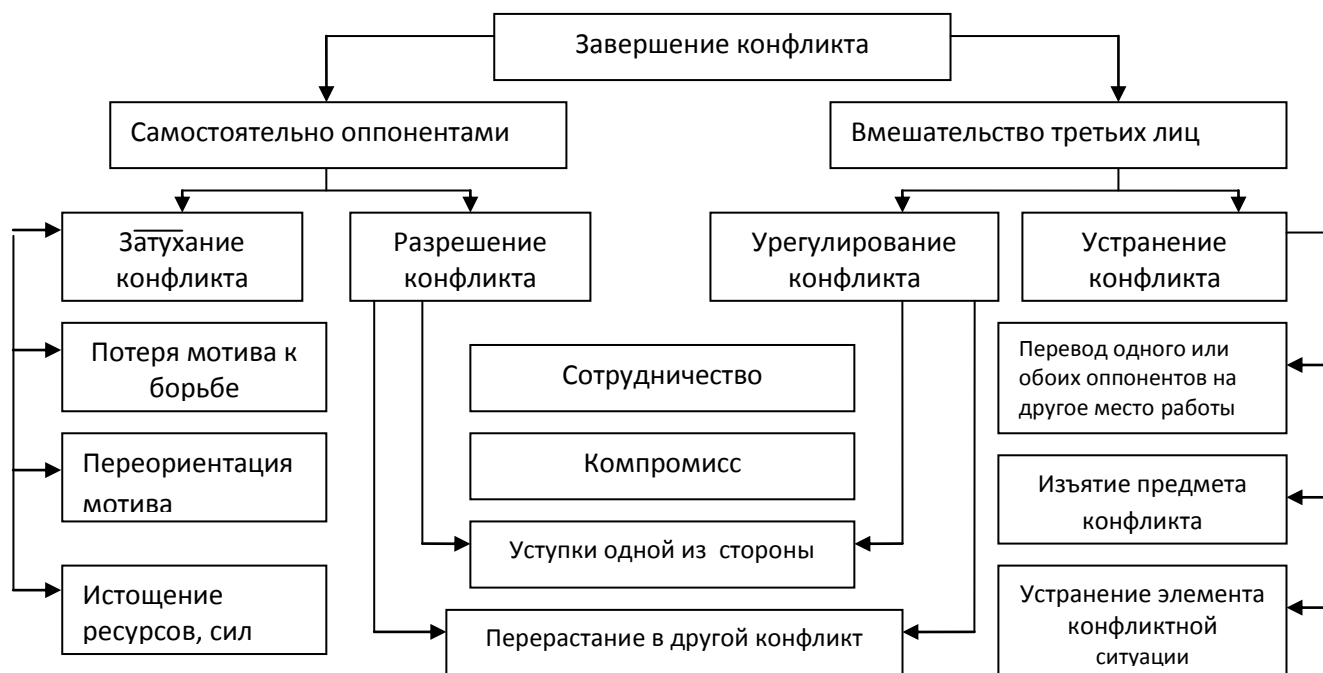 Завершение конфликта
Самостоятельно оппонентами
Вмешательство третьих лиц
Затухание
конфликта
Разрешение
конфликта
Урегулирование
конфликта
Устранение
конфликта
Потеря мотива к
борьбе
Сотрудничество
Перевод одного или
обоих оппонентов на
другое место работы
Переориентация
мотива
Компромисс
Изъятие предмета
конфликта
Уступки одной из стороны
Истощение
ресурсов, сил
Перерастание в другой конфликт
Устранение элемента
конфликтной
ситуации